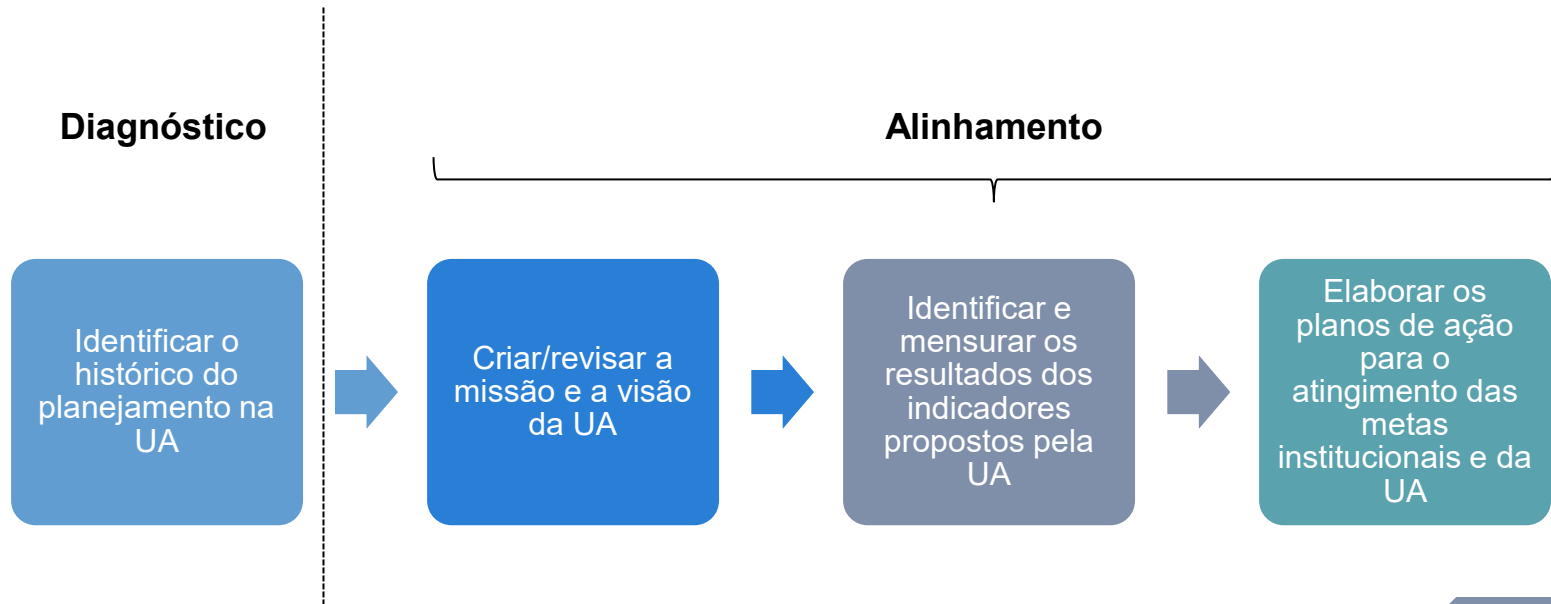 Diagnóstico
Alinhamento
Identificar o
histórico do
planejamento na
UA
Criar/revisar a
missão e a visão
da UA
Identificar e
mensurar os
resultados dos
indicadores
propostos pela
UA
Elaborar os
planos de ação
para o
atingimento das
metas
institucionais e da
UA